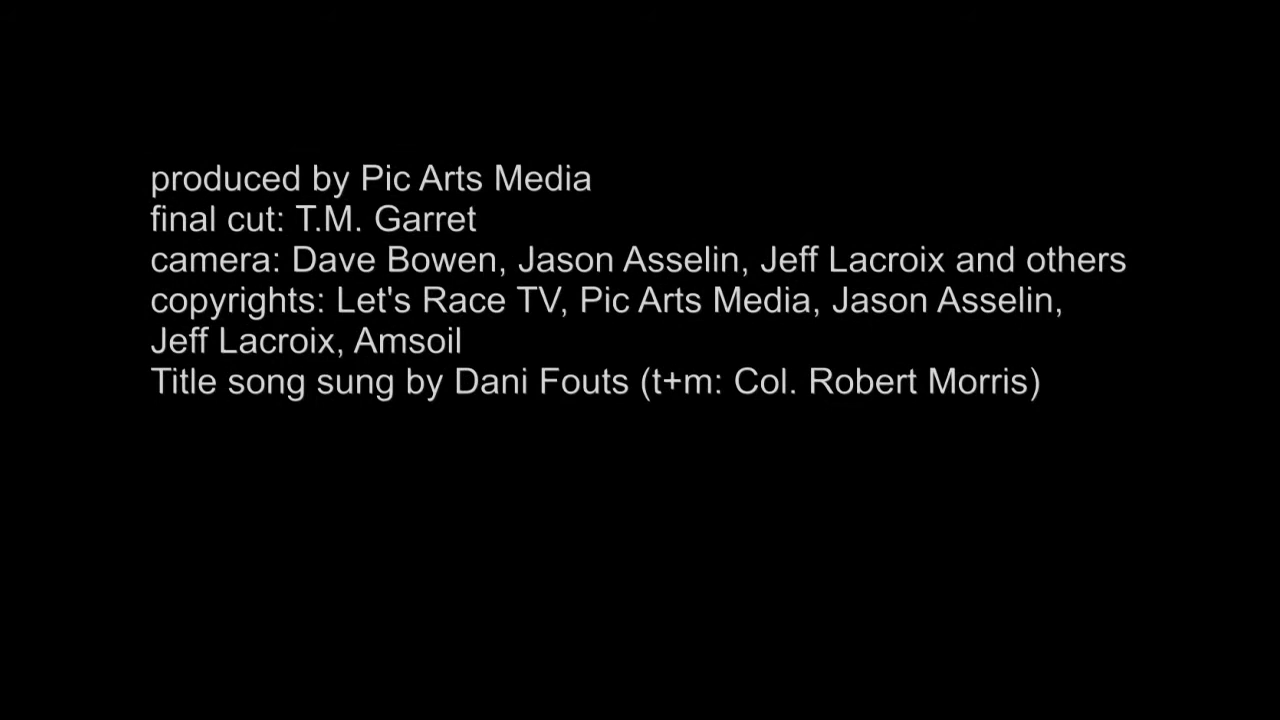 produced by Pic Arts Media
final cut: T.M. Garret
camera: Dave Bowen, Jason Asselin, Jeff Lacroix and others
copyrights: Let's Race TV, Pic Arts Media, Jason Asselin,
Jeff Lacroix, Amsoil
Title song sung by Dani Fouts (t+m: Col. Robert Morris)